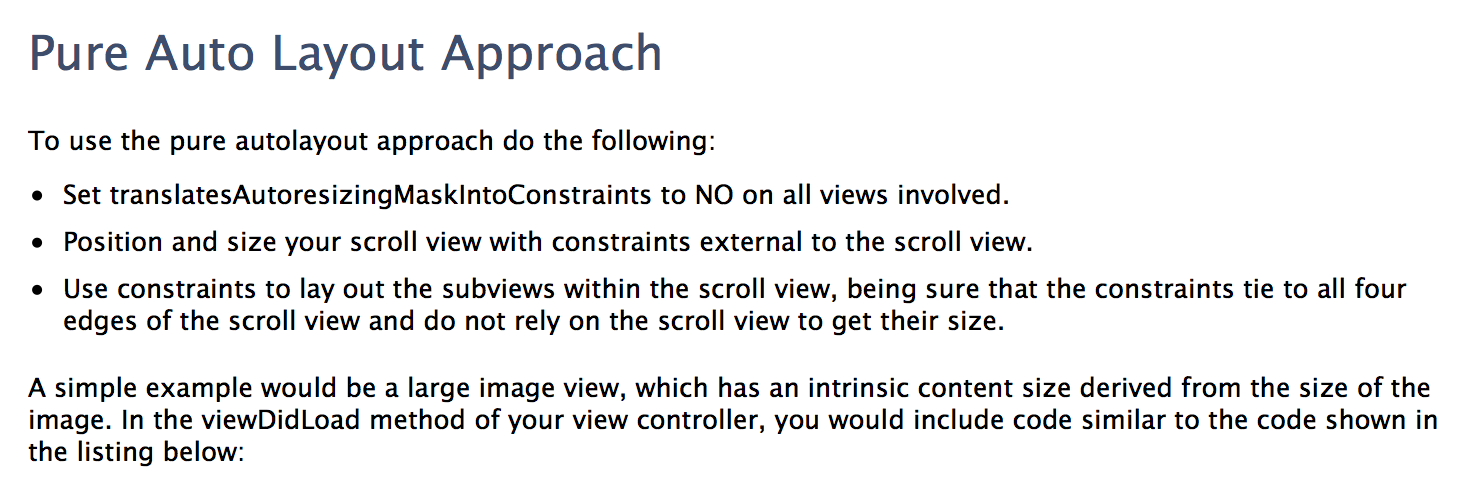 Pure Auto Layout Approach
To use the pure autolayout approach do the following:
• Set translatesAutoresizingMaskIntoConstraints to NO on all views involved.
• Position and size your scroll view with constraints external to the scroll view.
• Use constraints to lay out the subviews within the scroll view, being sure that the constraints tie to all four
edges of the scroll view and do not rely on the scroll view to get their size.
A simple example would be a large image view, which has an intrinsic content size derived from the size of the
image. In the viewDidLoad method of your view controller, you would include code similar to the code shown in
the listing below: